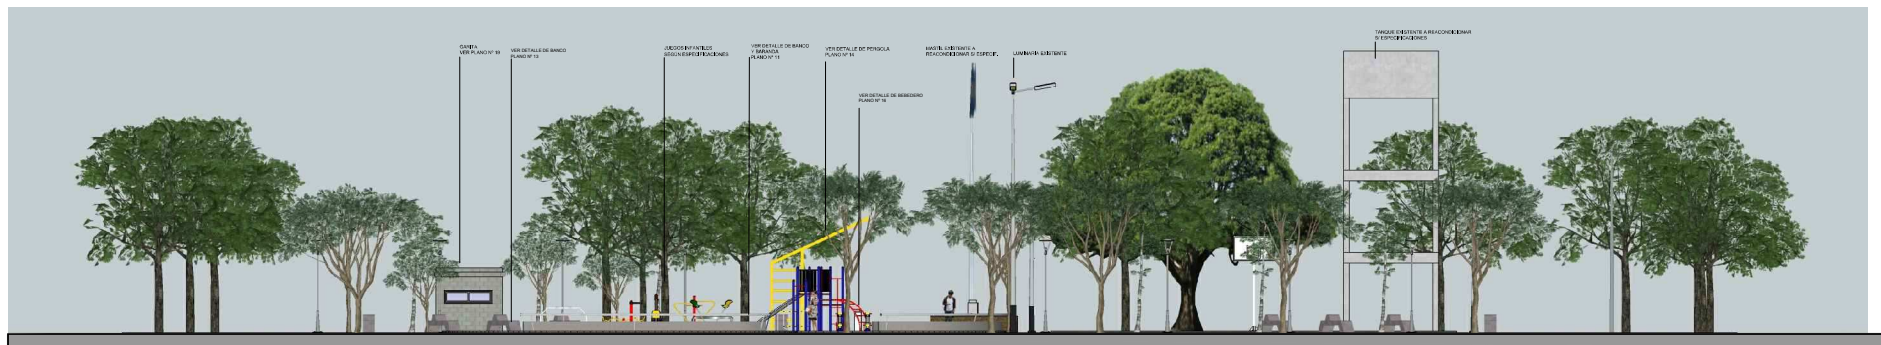 GARITA
VER PLANO Nº 10
VER DETALLE DE BANCO
PLANO Nº 13
JUEGOS INFANTILES
SEGÚN ESPECIFICACIONES
VER DETALLE DE BANCO
Y BARANDA
PLANO Nº 11
VER DETALLE DE PERGOLA
PLANO Nº 14
VER DETALLE DE BEBEDERO
PLANO Nº 16
MASTIL EXISTENTE A
REACONDICIONAR S/ ESPECIF.
LUMINARIA EXISTENTE
TANQUE EXISTENTE A REACONDICIONAR
S/ ESPECIFICACIONES